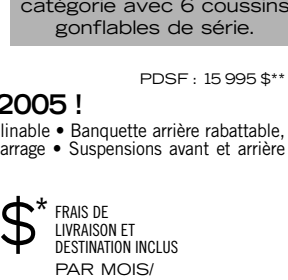 catégorie avec 6 coussins
gonflables de série.
PDSF : 15 995 $**
2005 !
linable • Banquette arrière rabattable,
arrage • Suspensions avant et arrière
$*
FRAIS DE
LIVRAISON ET
DESTINATION INCLUS
PAR MOIS/